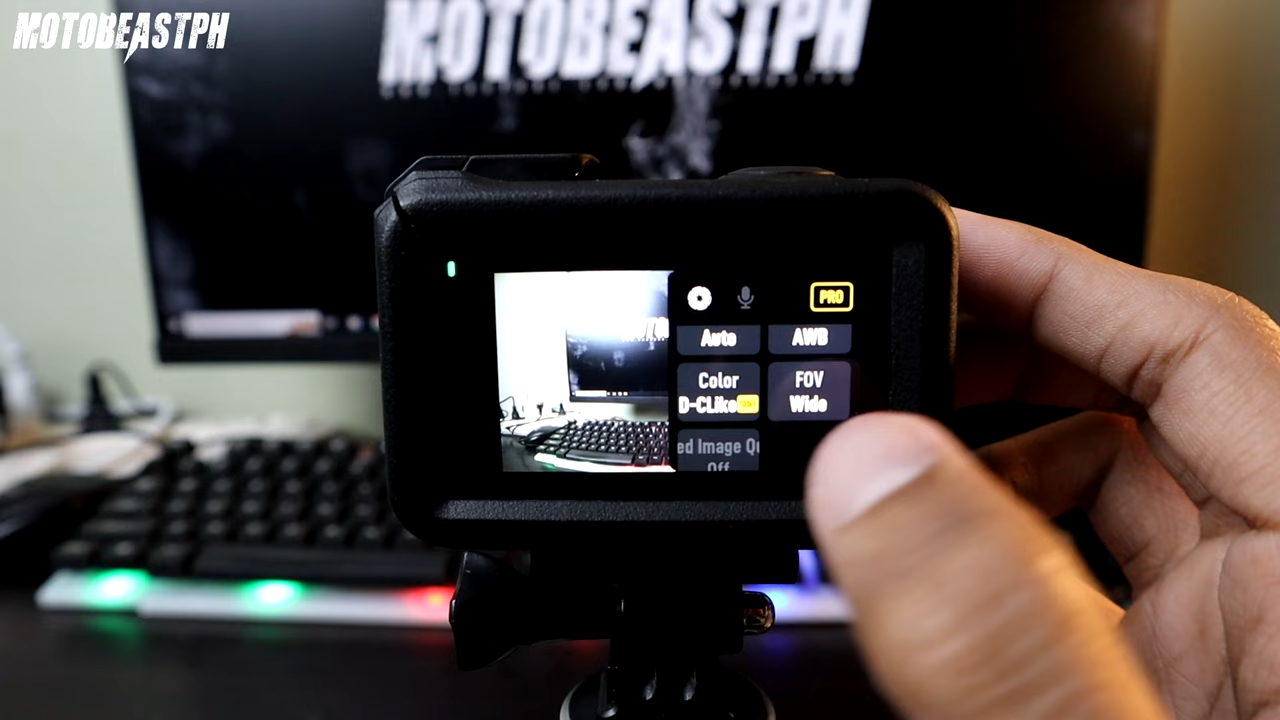 MOTOBEASTPH
MOTOBEASTPH
PRO
Auto
AWB
Color
D-CLike
FOV
Wide
ed Image Qu
Off